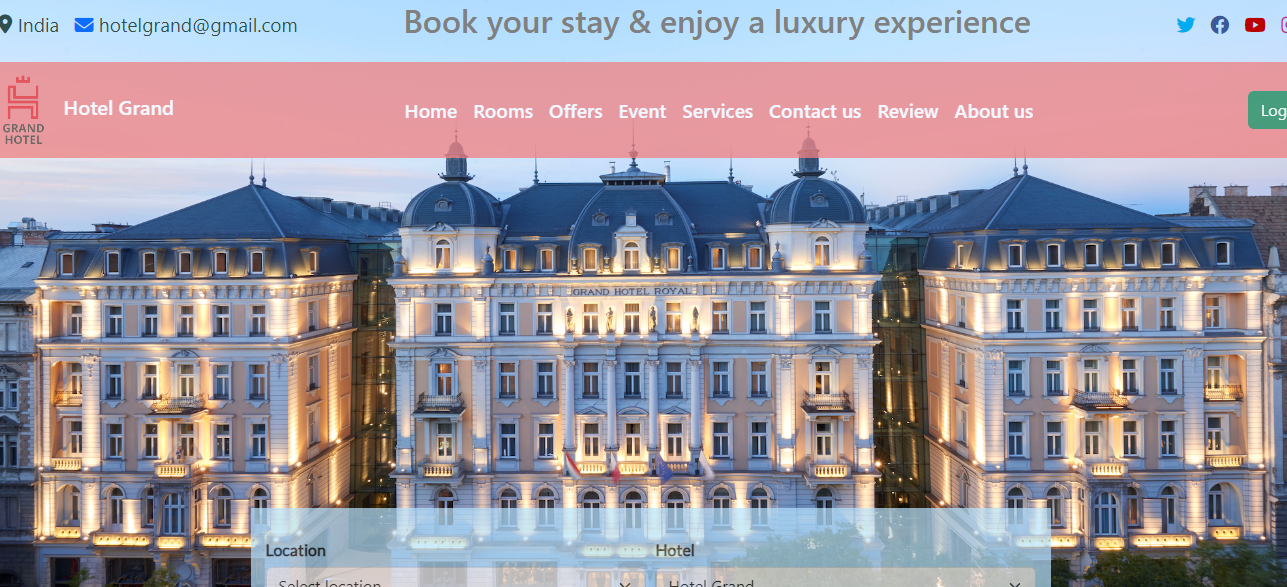 India hotelgrand@gmail.com Book your stay & enjoy a luxury experience
GRAND
HOTEL
Hotel Grand Home Rooms Offers Event Services Contact us Review About us Log
GRAND HOTEL ROYAL
Location Hotel
Select location Hotel Grand